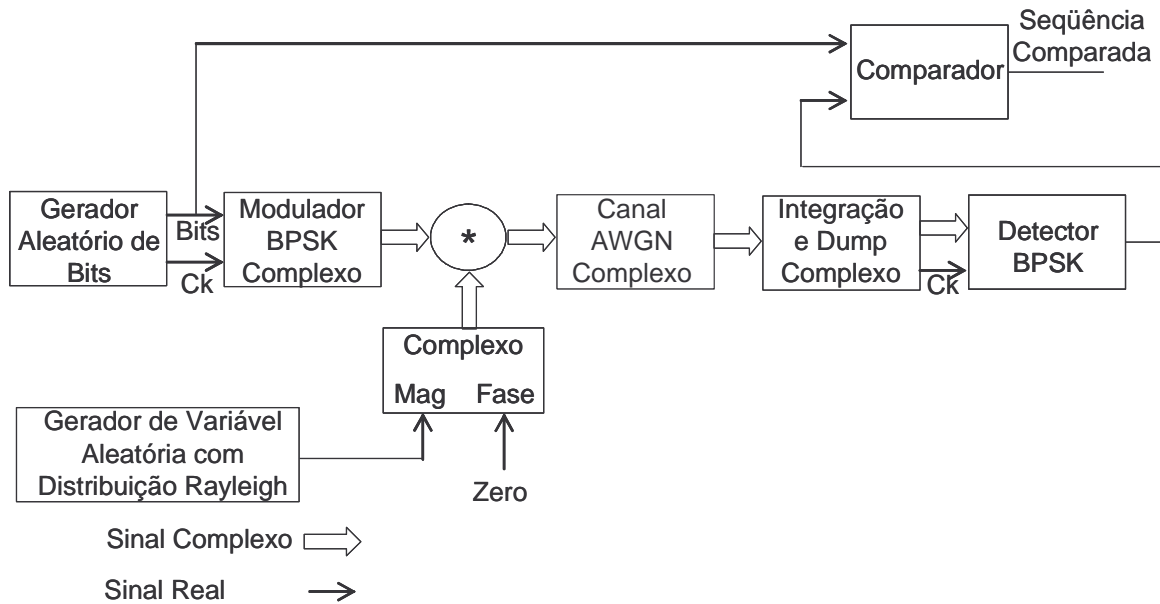 Seqüência
Comparada
Comparador
Gerador
Aleatório de
Bits
Bits
Ck
Modulador
BPSK
Complexo
*
Canal
AWGN
Complexo
Integração
e Dump
Complexo
Ck
Detector
BPSK
Complexo
Mag Fase
Gerador de Variável
Aleatória com
Distribuição Rayleigh
Zero
Sinal Complexo
Sinal Real